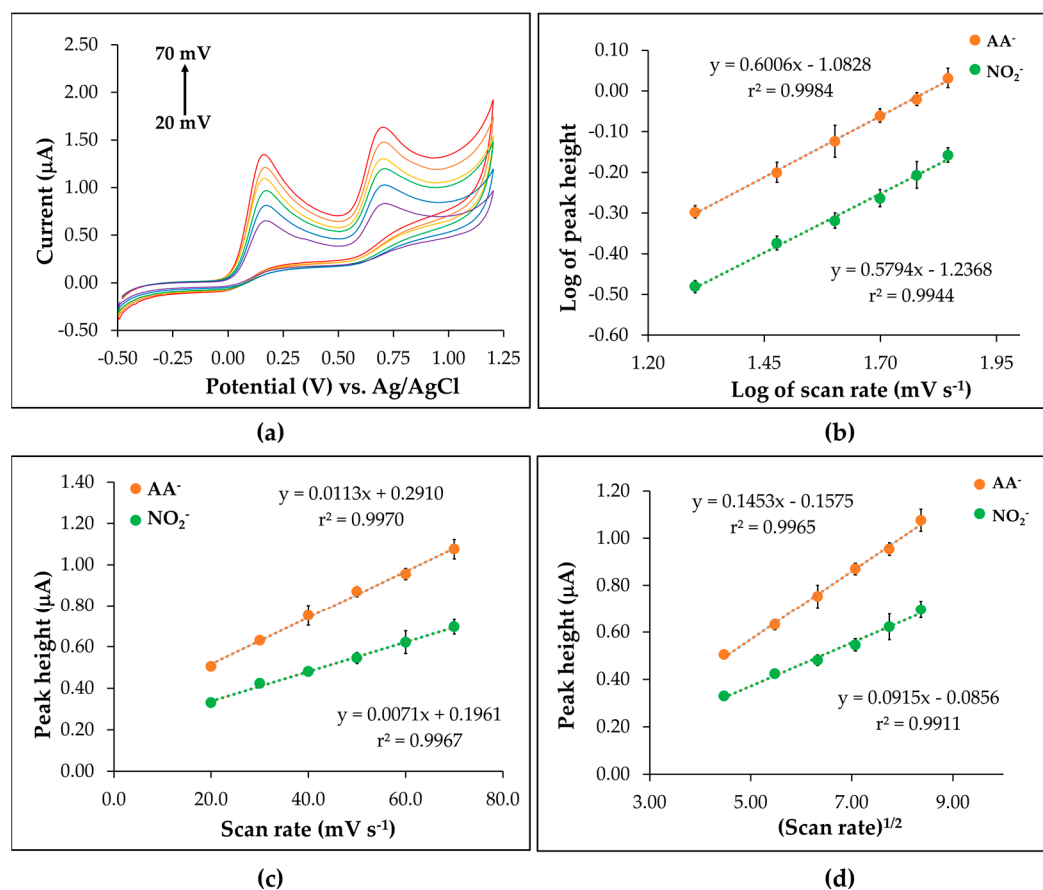 2.50
2.00
1.50
1.00
0.50
0.00
-0.50
Current (µA)
70 mV
20 mV
-0.50 -0.25 0.00 0.25 0.50 0.75 1.00 1.25
Potential (V) vs. Ag/AgCl
(a)
0.10
0.00
-0.10
-0.20
-0.30
-0.40
-0.50
-0.60
Log of peak height
AA⁻
NO₂⁻
y = 0.6006x - 1.0828
r² = 0.9984
y = 0.5794x - 1.2368
r² = 0.9944
1.20 1.45 1.70 1.95
Log of scan rate (mV s⁻¹)
(b)
1.40
1.20
1.00
0.80
0.60
0.40
0.20
0.00
Peak height (µA)
AA⁻
NO₂⁻
y = 0.0113x + 0.2910
r² = 0.9970
y = 0.0071x + 0.1961
r² = 0.9967
0.0 20.0 40.0 60.0 80.0
Scan rate (mV s⁻¹)
(c)
1.20
1.00
0.80
0.60
0.40
0.20
0.00
Peak height (µA)
AA⁻
NO₂⁻
y = 0.1453x - 0.1575
r² = 0.9965
y = 0.0915x - 0.0856
r² = 0.9911
3.00 5.00 7.00 9.00
(Scan rate)¹/²
(d)